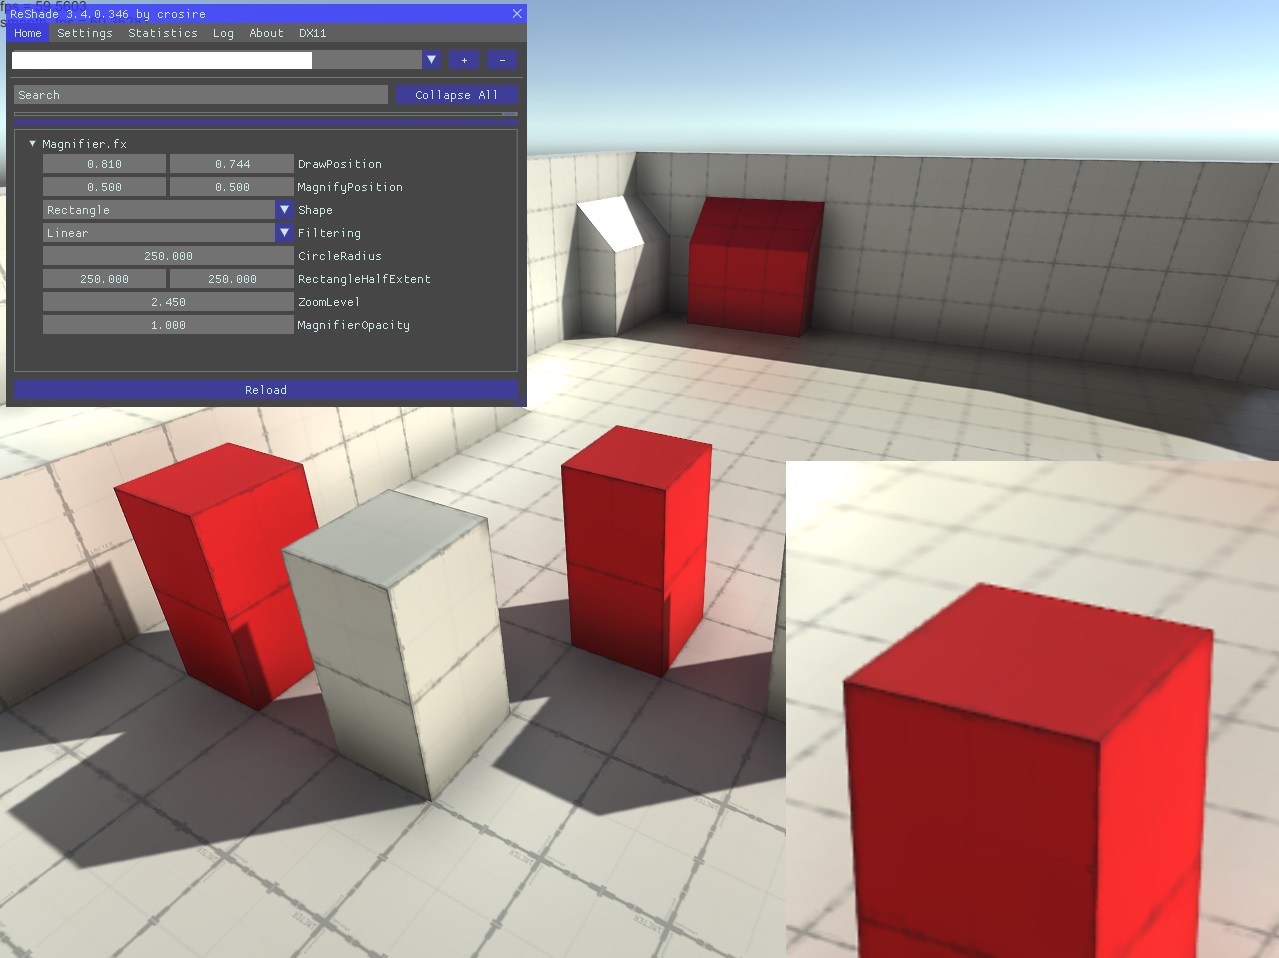 ReShade 3.4.0.346 by crosire
Home Settings Statistics Log About DX11
+ -
Search Collapse All
Magnifier.fx
0.810 0.744 DrawPosition
0.500 0.500 MagnifyPosition
Rectangle Shape
Linear Filtering
250.000 CircleRadius
250.000 250.000 RectangleHalfExtent
2.450 ZoomLevel
1.000 MagnifierOpacity
Reload